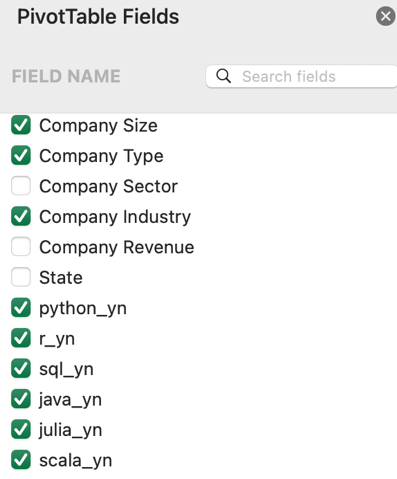 PivotTable Fields
FIELD NAME
Search fields
Company Size
Company Type
Company Sector
Company Industry
Company Revenue
State
python_yn
r_yn
sql_yn
java_yn
julia_yn
scala_yn